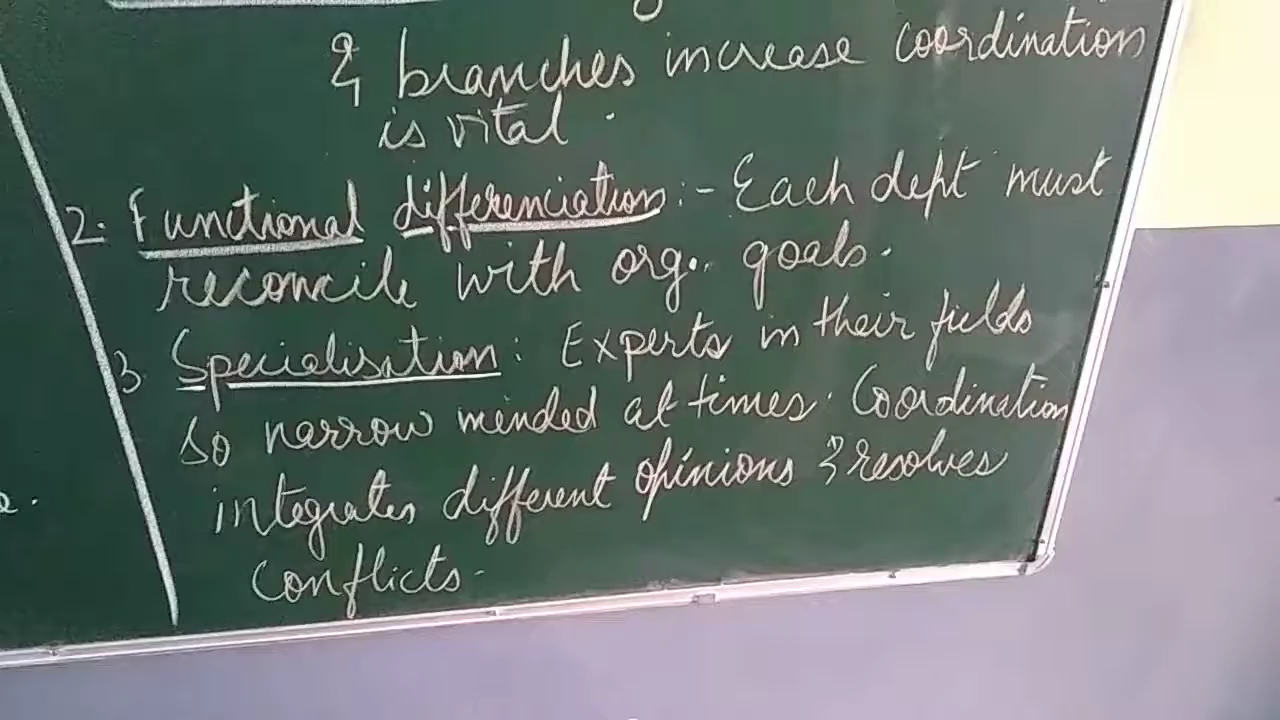 & branches increase coordination
is vital.
2. Functional differenciation :- Each dept must
reconcile with org. goals.
3 Specialisation : Experts in their fields
so narrow minded at times. Coordination
integrates different opinions & resolves
conflicts.